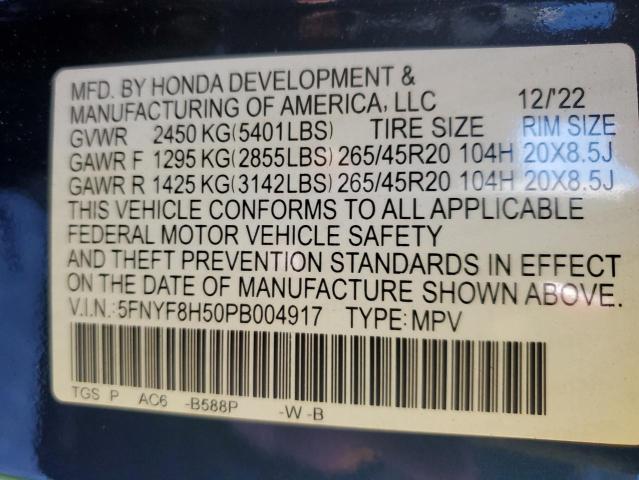 MFD. BY HONDA DEVELOPMENT &
MANUFACTURING OF AMERICA, LLC 12/'22
GVWR 2450 KG(5401LBS) TIRE SIZE RIM SIZE
GAWR F 1295 KG(2855LBS) 265/45R20 104H 20X8.5J
GAWR R 1425 KG(3142LBS) 265/45R20 104H 20X8.5J
THIS VEHICLE CONFORMS TO ALL APPLICABLE
FEDERAL MOTOR VEHICLE SAFETY
AND THEFT PREVENTION STANDARDS IN EFFECT
ON THE DATE OF MANUFACTURE SHOWN ABOVE.
V.I.N.:5FNYF8H50PB004917 TYPE:MPV
TGS P AC6 -B588P -W -B